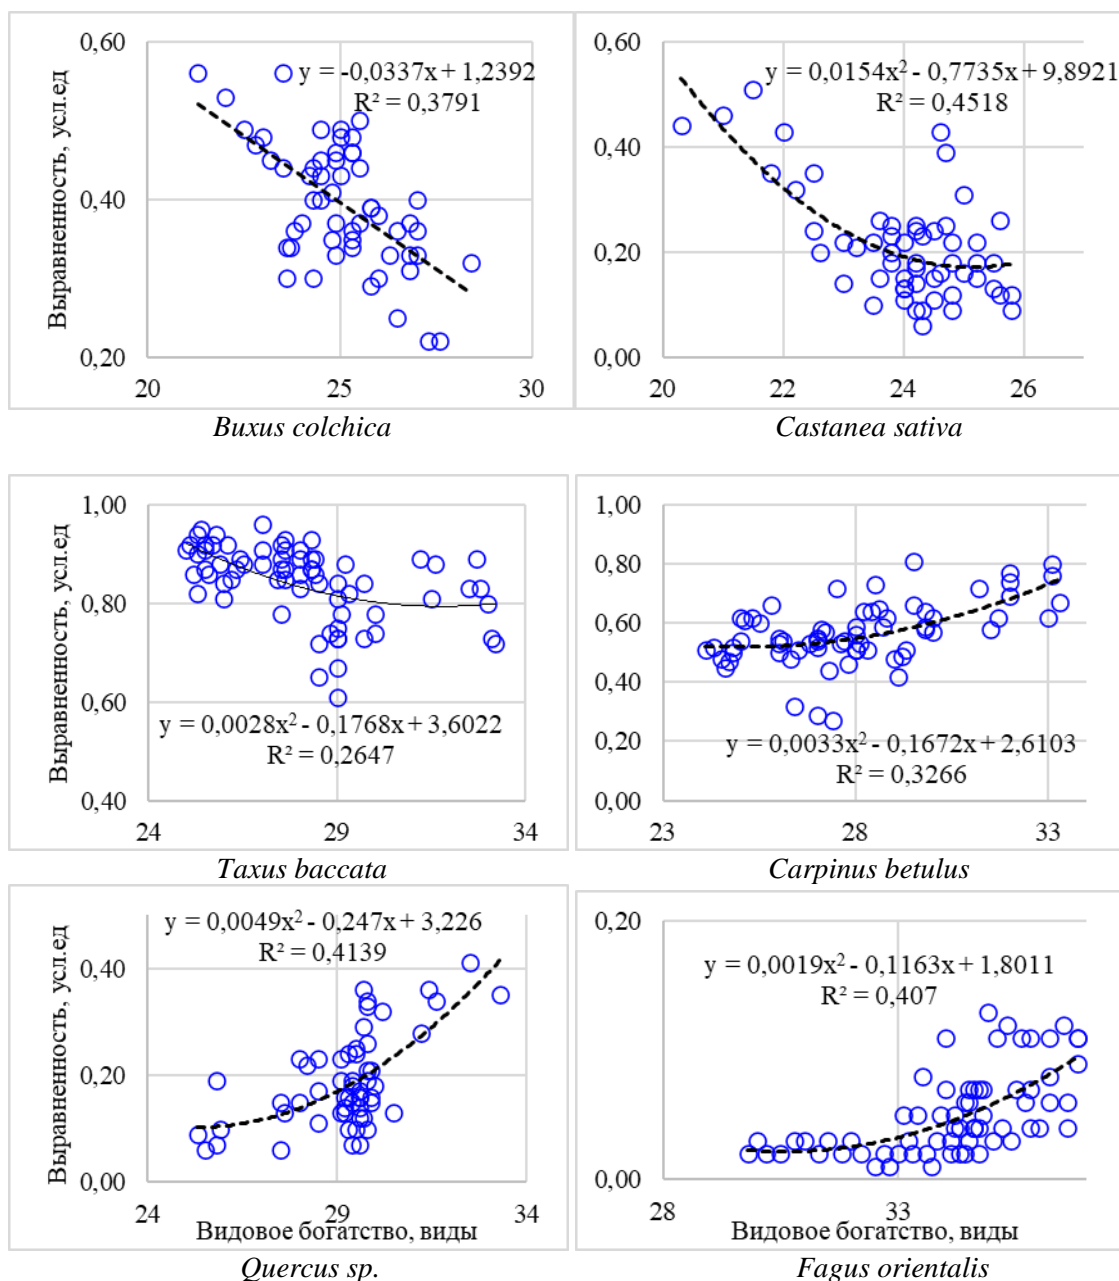 0,60
y = -0,0337x + 1,2392
R² = 0,3791
0,40
0,20
20
25
30
Выравненность, усл.ед
Buxus colchica
0,60
y = 0,0154x² - 0,7735x + 9,8921
R² = 0,4518
0,40
0,20
0,00
20
22
24
26
Castanea sativa
1,00
0,80
0,60
y = 0,0028x² - 0,1768x + 3,6022
R² = 0,2647
0,40
24
29
34
Выравненность, усл.ед
Taxus baccata
1,00
0,80
0,60
0,40
0,20
y = 0,0033x² - 0,1672x + 2,6103
R² = 0,3266
0,00
23
28
33
Carpinus betulus
y = 0,0049x² - 0,247x + 3,226
R² = 0,4139
0,40
0,20
0,00
24
29
34
Выравненность, усл.ед
Видовое богатство, виды
Quercus sp.
0,20
y = 0,0019x² - 0,1163x + 1,8011
R² = 0,407
0,00
28
33
Видовое богатство, виды
Fagus orientalis